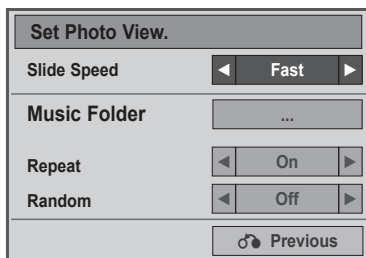 Set Photo View.
Slide Speed ◀ Fast ▶
Music Folder ...
Repeat ◀ On ▶
Random ◀ Off ▶
Previous